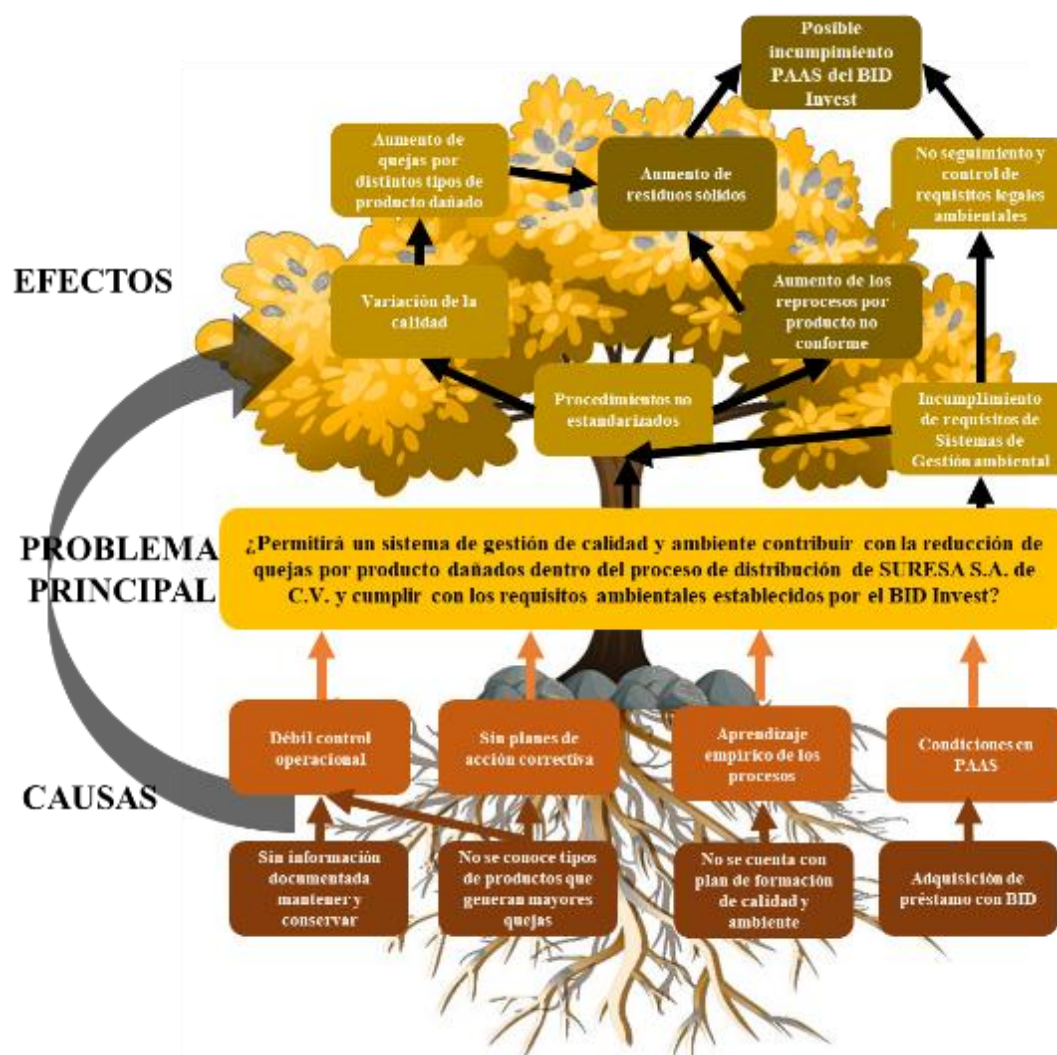 Posible
incumpimiento
PAAS del BID
Invest
Aumento de
quejas por
distintos tipos de
producto dañado
Aumento de
residuos sólidos
No seguimiento y
control de
requisitos legales
ambientales
EFECTOS
Variación de la
calidad
Aumento de los
reprocesos por
producto no
conforme
Procedimientos no
estandarizados
Incumplimiento
de requisitos de
Sistemas de
Gestión ambiental
PROBLEMA
PRINCIPAL
¿Permitirá un sistema de gestión de calidad y ambiente contribuir con la reducción de
quejas por producto dañados dentro del proceso de distribución de SURESA S.A. de
C.V. y cumplir con los requisitos ambientales establecidos por el BID Invest?
CAUSAS
Débil control
operacional
Sin planes de
acción correctiva
Aprendizaje
empírico de los
procesos
Condiciones en
PAAS
Sin información
documentada
mantener y
conservar
No se conoce tipos
de productos que
generan mayores
quejas
No se cuenta con
plan de formación
de calidad y
ambiente
Adquisición de
préstamo con BID